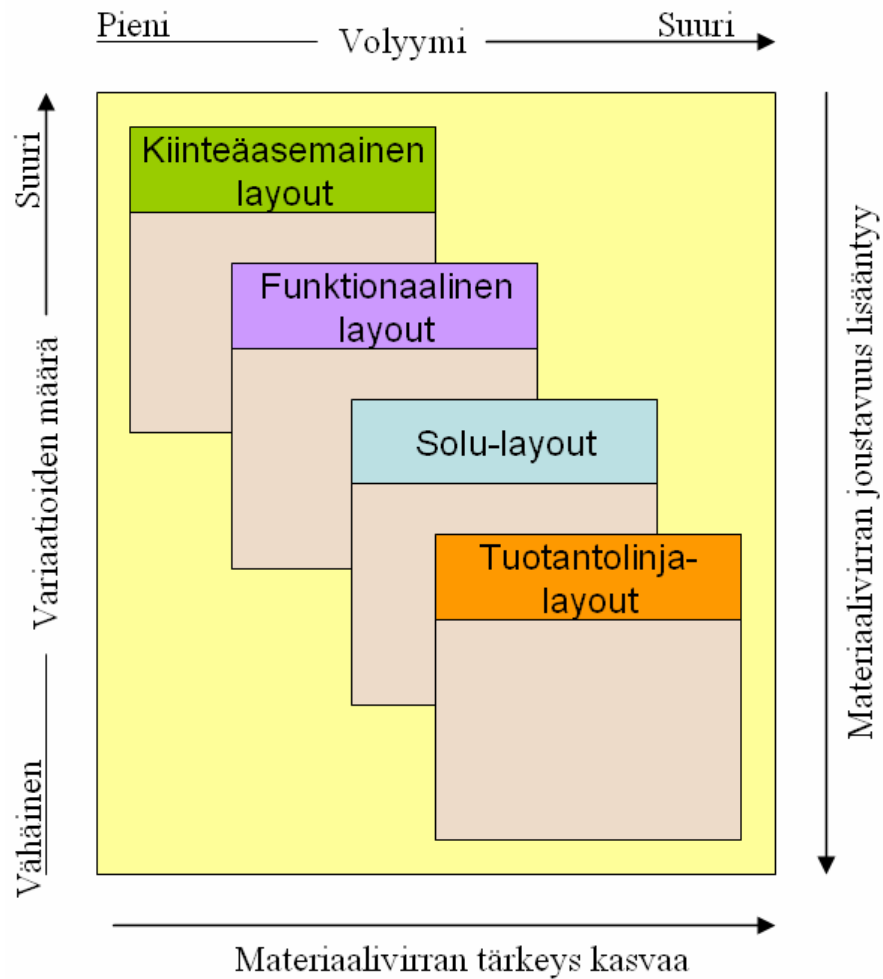 Pieni
Volyymi
Suuri
Suuri
Variaatioiden määrä
Vähäinen
Kiinteäasemainen
layout
Funktionaalinen
layout
Solu-layout
Tuotantolinja-
layout
Materiaalivirran joustavuus lisääntyy
Materiaalivirran tärkeys kasvaa